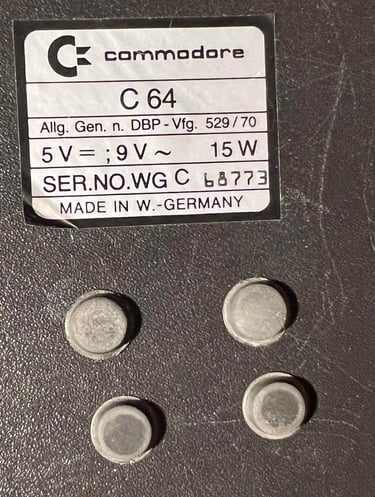 commodore
C 64
Allg. Gen. n. DBP - Vfg. 529/70
5 V ⎓ ; 9 V ~ 15 W
SER.NO.WG C 68773
MADE IN W.-GERMANY